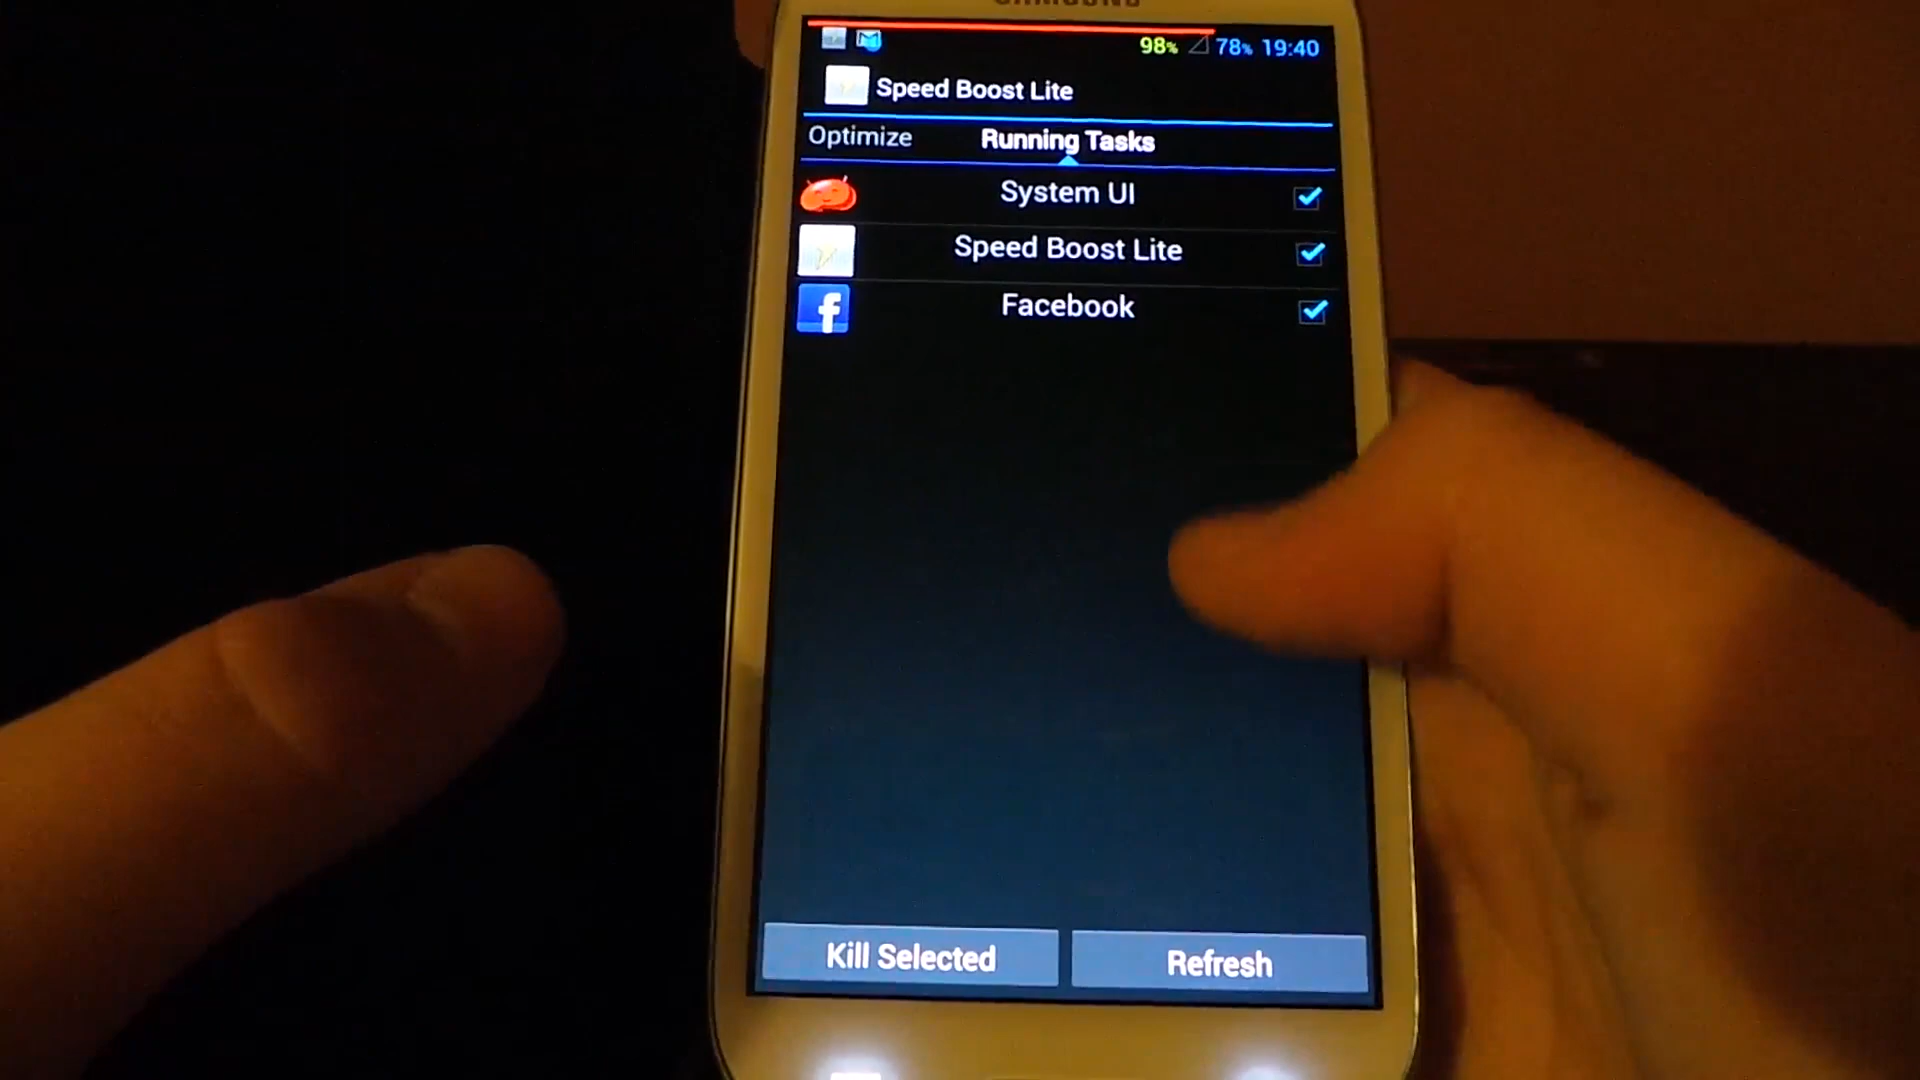 SAMSUNG
98% 78% 19:40
Speed Boost Lite
Optimize Running Tasks
System UI
Speed Boost Lite
Facebook
Kill Selected Refresh